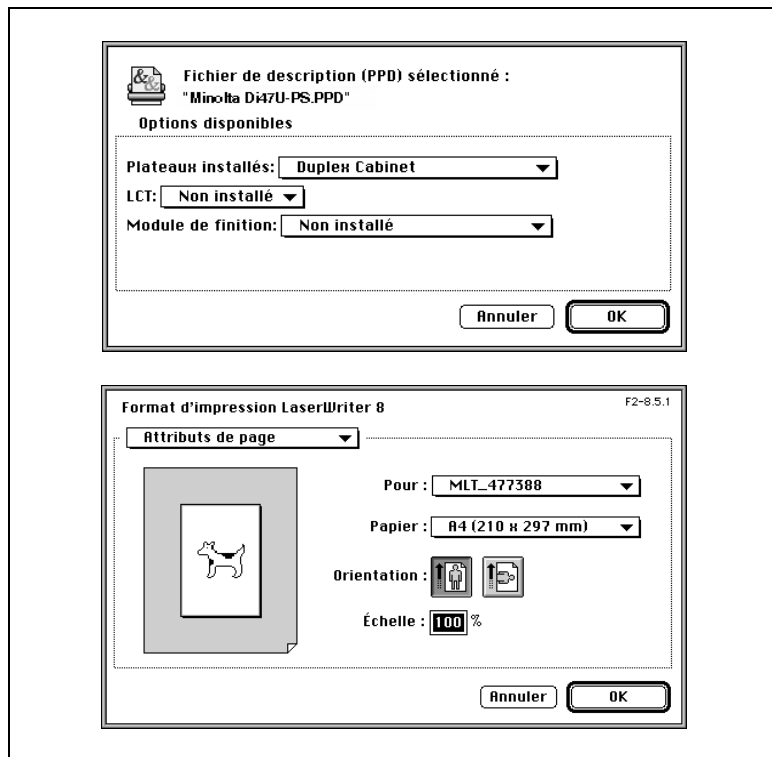 Fichier de description (PPD) sélectionné :
"Minolta Di47U-PS.PPD"
Options disponibles
Plateaux installés: Duplex Cabinet
LCT: Non installé
Module de finition: Non installé
Annuler OK
Format d'impression LaserWriter 8 F2-8.5.1
Attributs de page
Pour : MLT_477388
Papier : A4 (210 x 297 mm)
Orientation :
Échelle : 100 %
Annuler OK